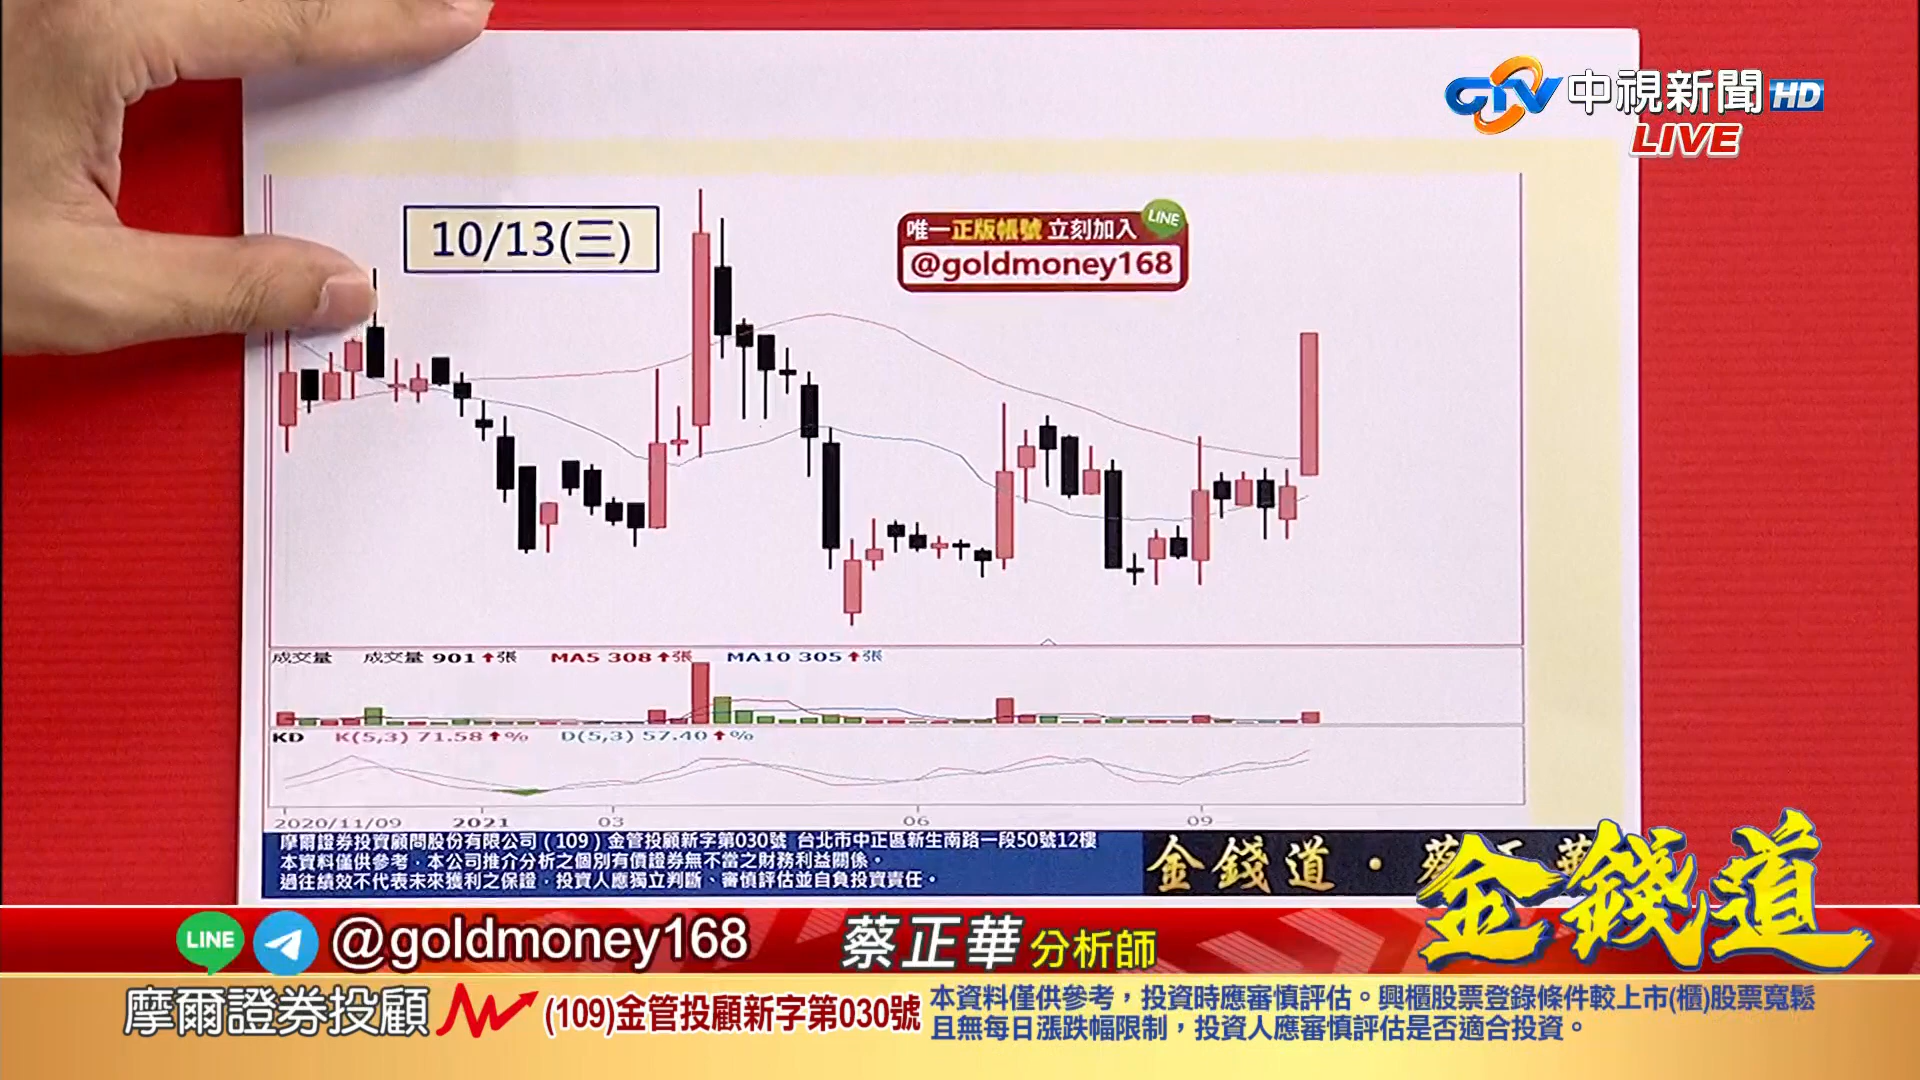 CTV 中視新聞 HD
LIVE
10/13(三)
唯一正版帳號 立刻加入
LINE
@goldmoney168
成交量 成交量 901↑張 MA5 308↑張 MA10 305↑張
KD K(5,3) 71.58↑% D(5,3) 57.40↑%
2020/11/09 2021 03 06 09
摩爾證券投資顧問股份有限公司(109)金管投顧新字第030號 台北市中正區新生南路一段50號12樓
本資料僅供參考,本公司推介分析之個別有價證券無不當之財務利益關係。
過往績效不代表未來獲利之保證,投資人應獨立判斷、審慎評估並自負投資責任。
金錢道・蔡正華
金錢道
LINE @goldmoney168 蔡正華 分析師
摩爾證券投顧 (109)金管投顧新字第030號
本資料僅供參考,投資時應審慎評估。興櫃股票登錄條件較上市(櫃)股票寬鬆
且無每日漲跌幅限制,投資人應審慎評估是否適合投資。